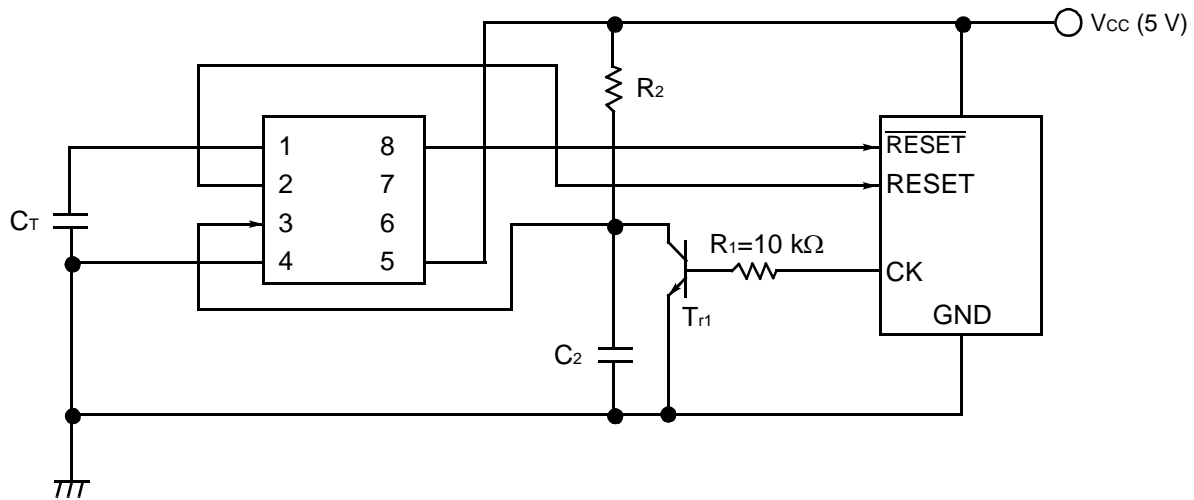 VCC (5 V)
R2
1 8
2 7
3 6
4 5
CT
RESET
RESET
R1=10 kΩ
CK
Tr1
GND
C2